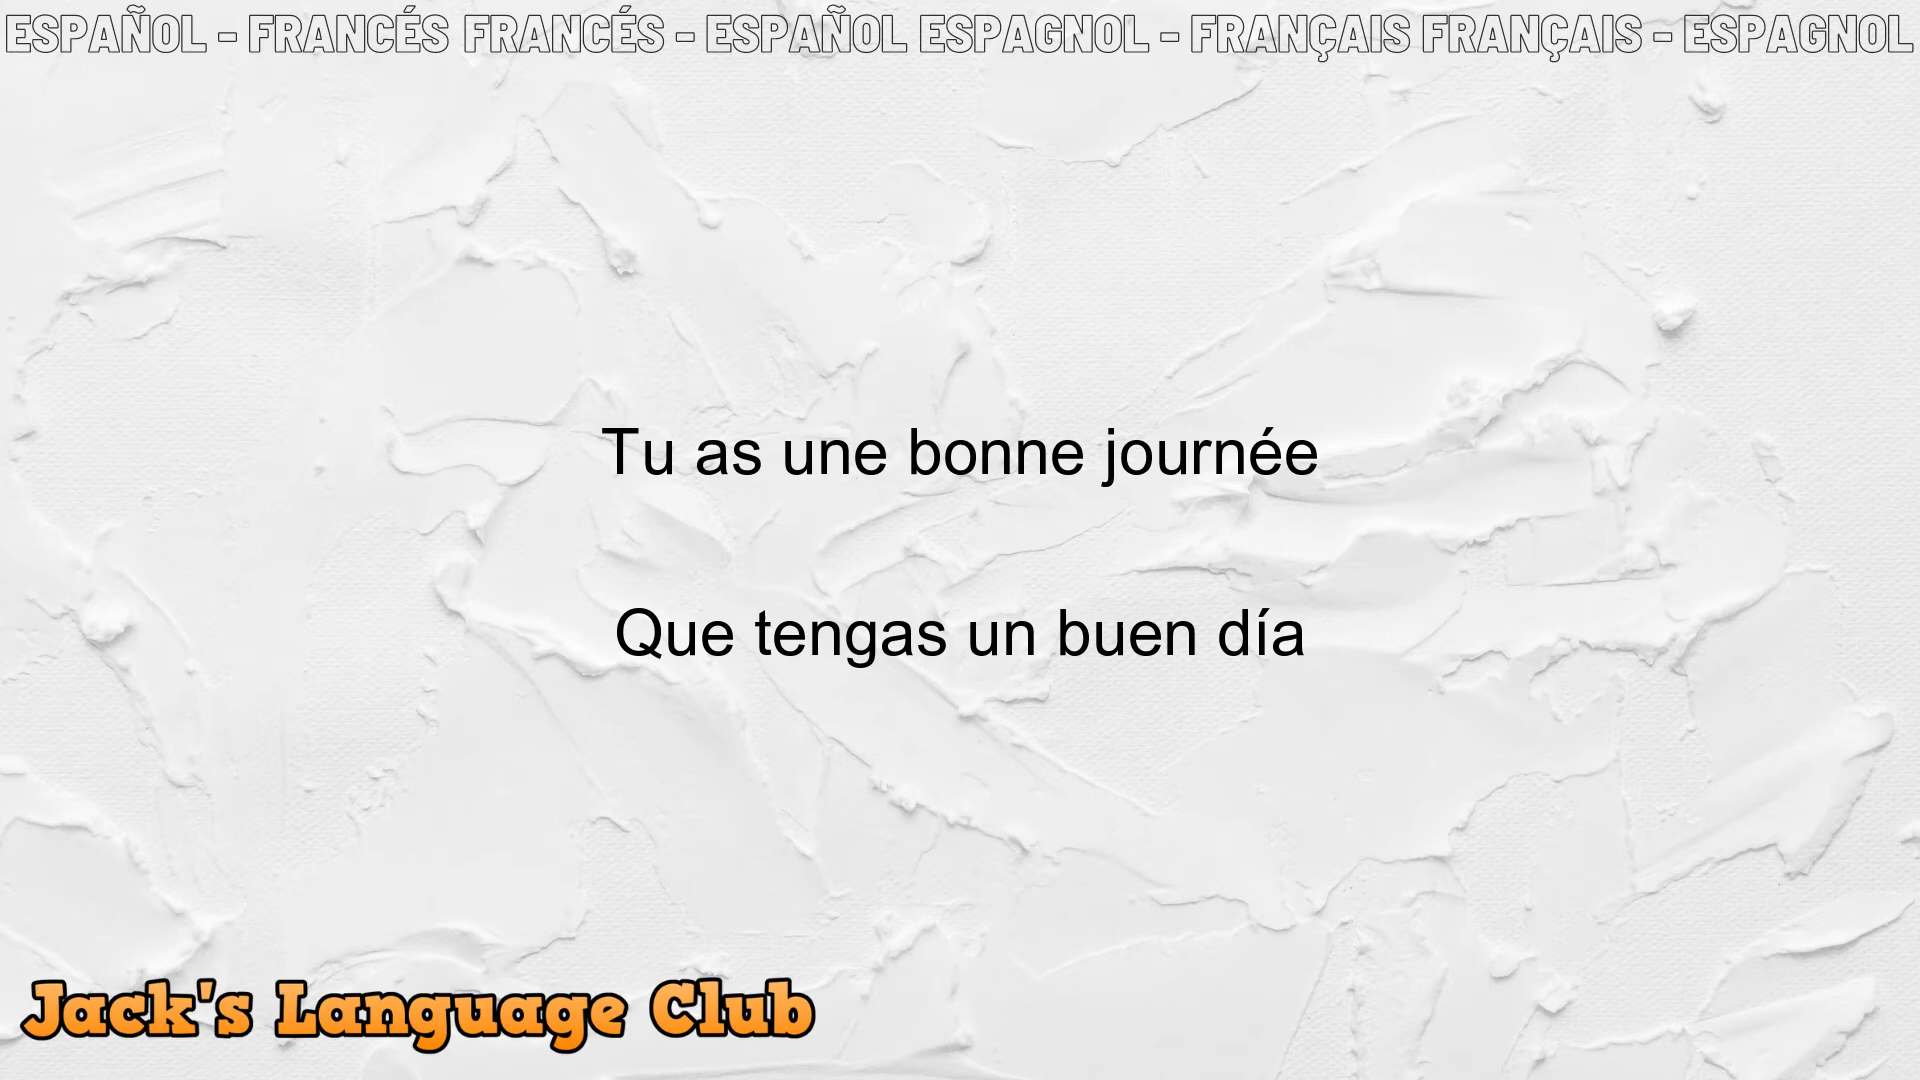 ESPAÑOL - FRANCÉS FRANCÉS - ESPAÑOL ESPAGNOL - FRANÇAIS FRANÇAIS - ESPAGNOL
Tu as une bonne journée
Que tengas un buen día
Jack's Language Club